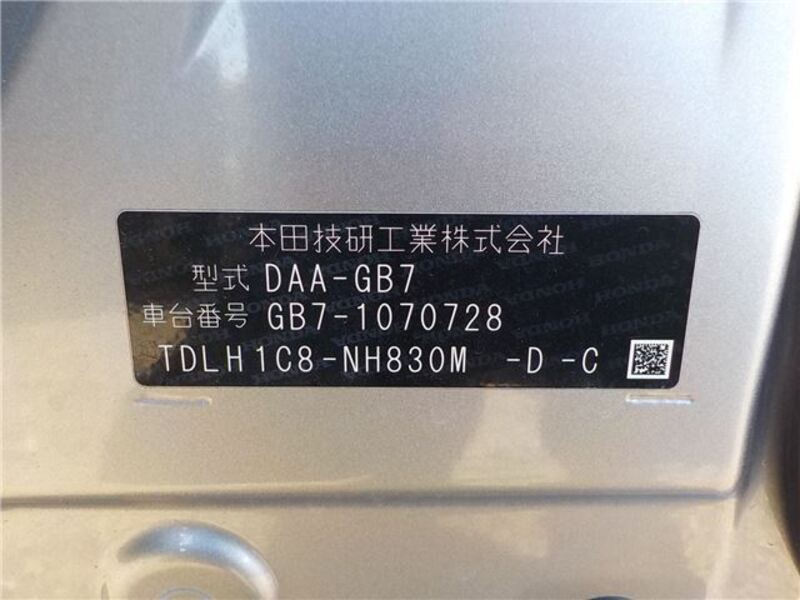 本田技研工業株式会社
型式 DAA-GB7
車台番号 GB7-1070728
TDLH1C8-NH830M -D -C